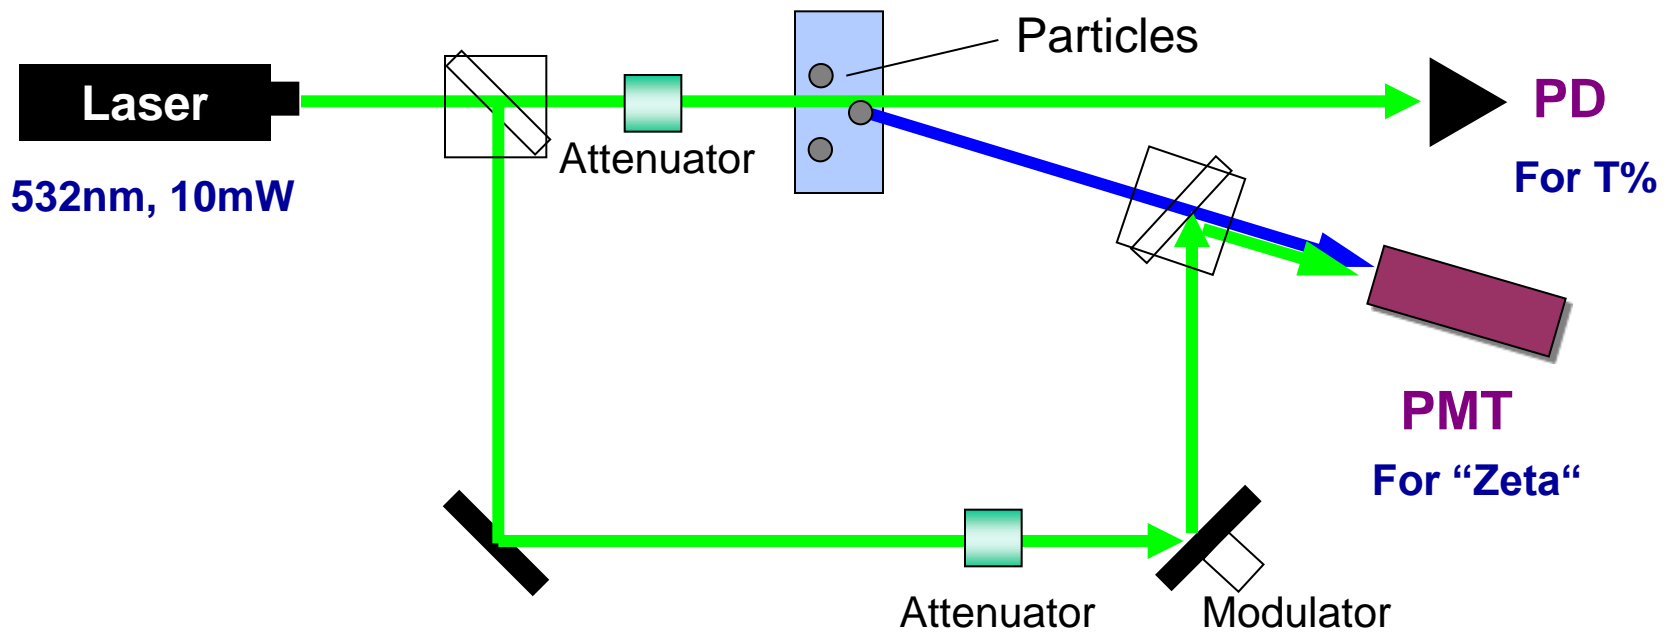 Particles
Laser
PD
Attenuator
For T%
532nm, 10mW
PMT
For “Zeta“
Attenuator
Modulator